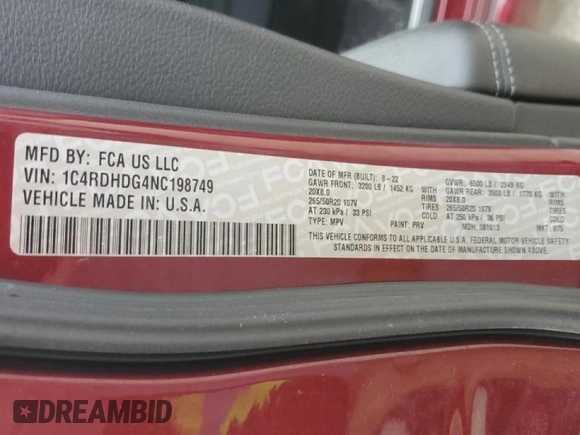 MFD BY: FCA US LLC
VIN: 1C4RDHDG4NC198749
VEHICLE MADE IN: U.S.A.
DATE OF MFR (BUILT): 8-22
GVWR: 6500 LB / 2948 KG
GAWR FRONT: 3200 LB / 1452 KG
GAWR REAR: 3900 LB / 1770 KG
20X8.0 RIMS 20X8.0 RIMS
265/50R20 107V TIRES 265/50R20 107V TIRES
AT 230 kPa / 33 PSI AT 250 kPa / 36 PSI
TYPE: MPV PAINT: PRV MDH: 081013 MKT: 875
THIS VEHICLE CONFORMS TO ALL APPLICABLE U.S.A. FEDERAL MOTOR VEHICLE SAFETY
STANDARDS IN EFFECT ON THE DATE OF MANUFACTURE SHOWN ABOVE.
DREAMBID